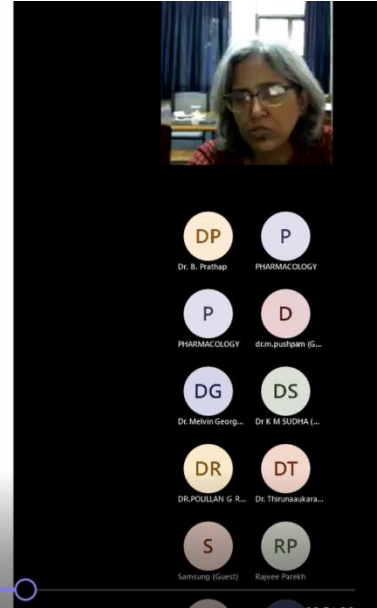 DP P
Dr. B. Prathap PHARMACOLOGY
P D
PHARMACOLOGY dr.m.pushpam (G...
DG DS
Dr. Melvin Georg... Dr K M SUDHA (...
DR DT
DR.POLILLAN G R... Dr. Thirunaaukara...
S RP
Samsung (Guest) Rajvee Parekh